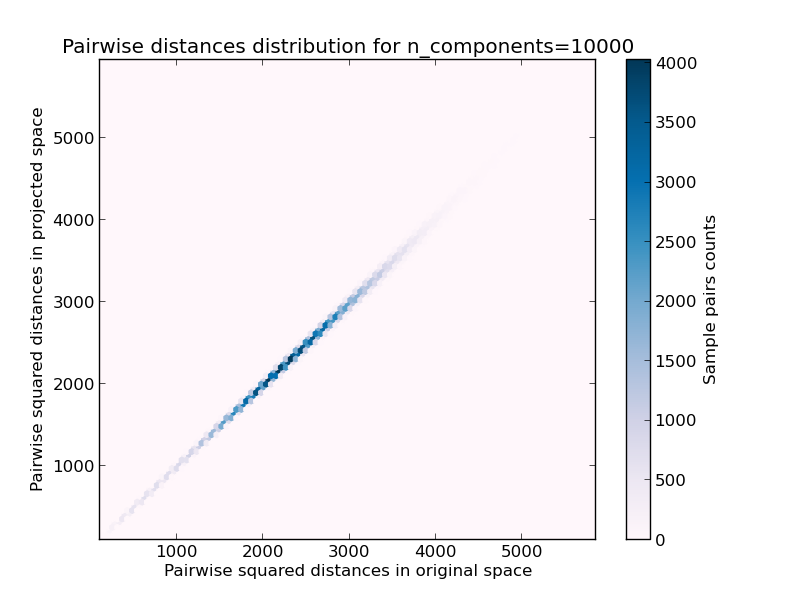 Pairwise distances distribution for n_components=10000
Pairwise squared distances in projected space
5000
4000
3000
2000
1000
1000 2000 3000 4000 5000
Pairwise squared distances in original space
4000
3500
3000
2500
2000
1500
1000
500
0
Sample pairs counts